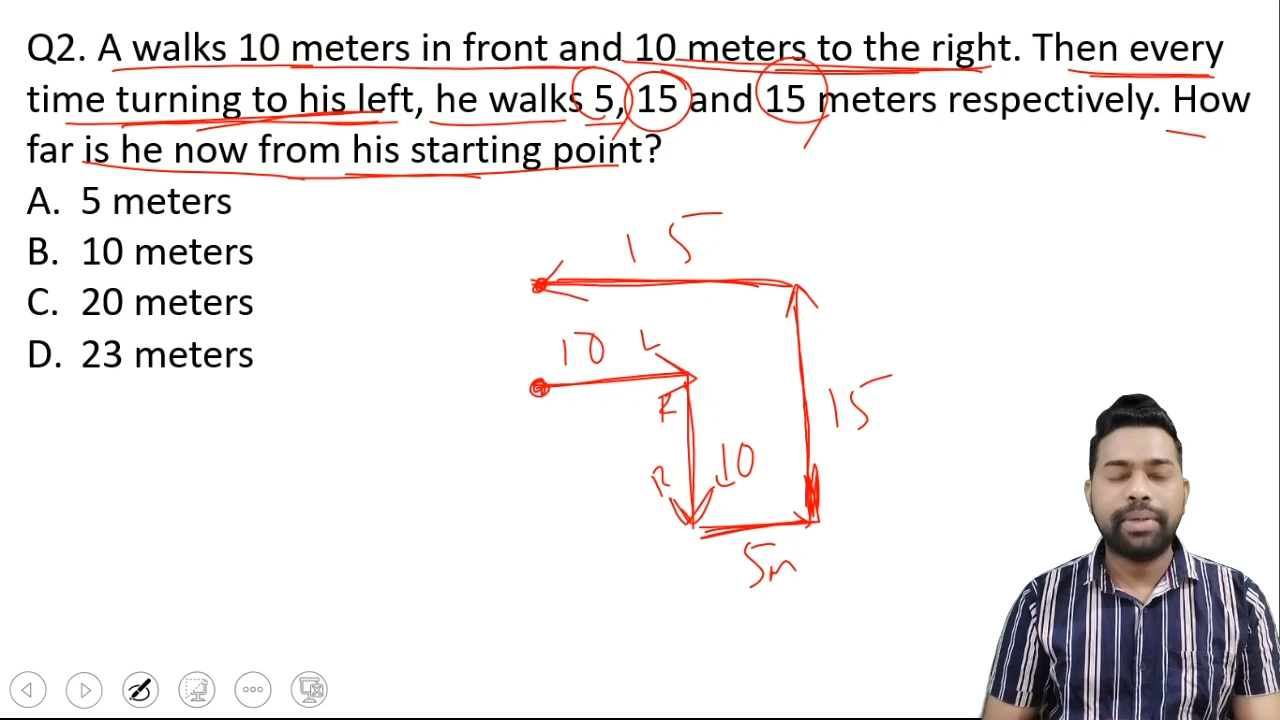 Q2. A walks 10 meters in front and 10 meters to the right. Then every
time turning to his left, he walks 5, 15 and 15 meters respectively. How
far is he now from his starting point?
A. 5 meters
B. 10 meters
C. 20 meters
D. 23 meters
15
10 L
R
15
R 10
5m